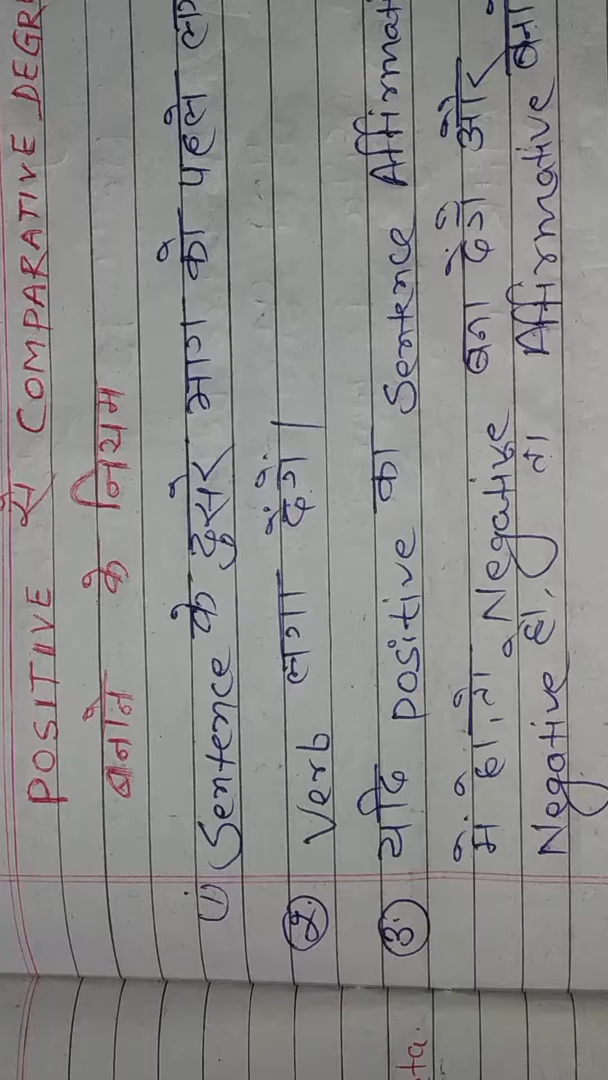 POSITIVE से COMPARATIVE DEGR
बनाने के नियम
(1) Sentence के दुसरे भाग को पहले
2. Verb लगा देंगे।
3. यदि positive का Sentence Affirmat
में हो, तो Negative बना देंगे और
Negative हो, तो Affirmative बना
ta.